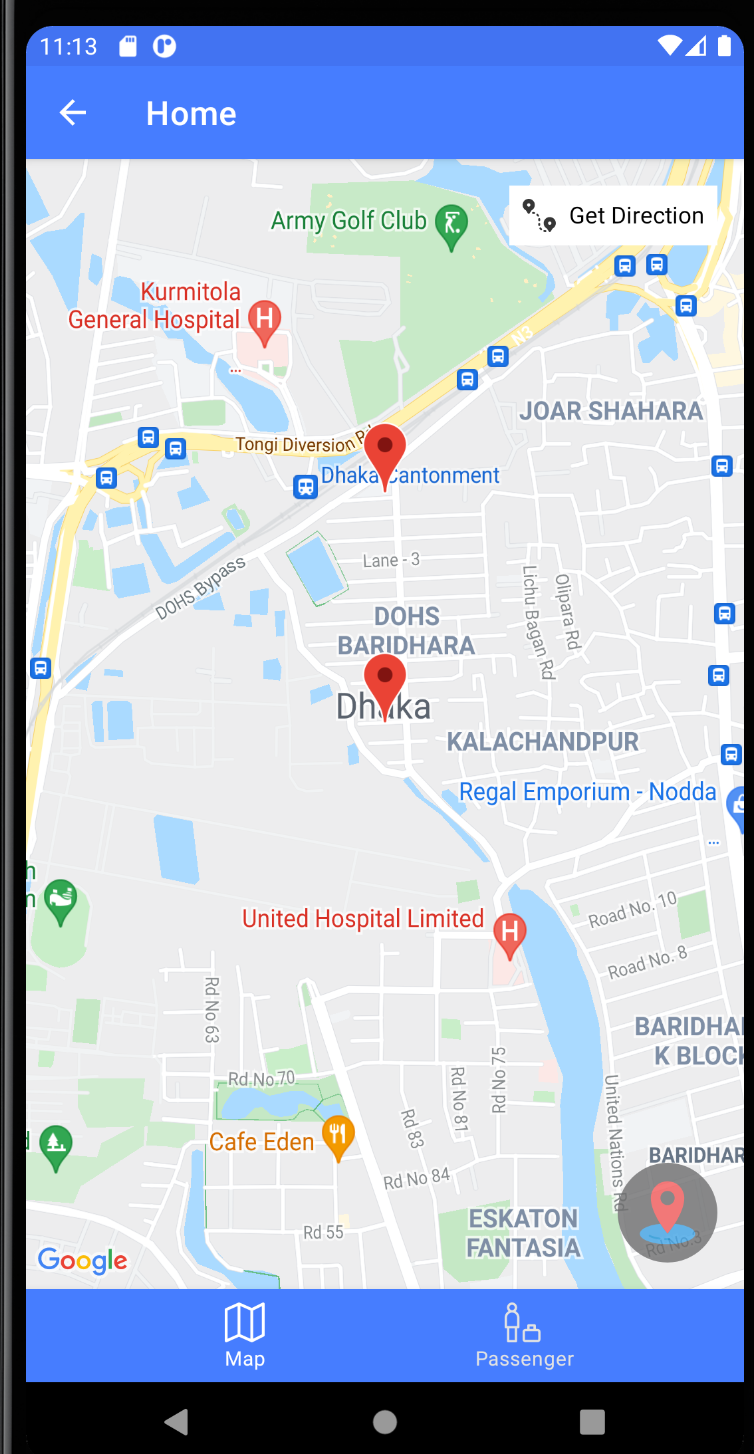 11:13
Home
Get Direction
Army Golf Club
Kurmitola
General Hospital
H
N3
JOAR SHAHARA
Tongi Diversion
Dhaka Cantonment
Lane - 3
DOHS Bypass
Lichu Bagan Rd
Olipara Rd
DOHS
BARIDHARA
Dhaka
KALACHANDPUR
Regal Emporium - Nodda
United Hospital Limited
H
Road No. 10
Road No. 8
Rd No 63
BARIDHA
K BLOCK
Rd No.70
Rd No 81
Rd No 75
Rd 83
Cafe Eden
Rd No 84
United Nations Rd
BARIDHAR
Rd 55
ESKATON
FANTASIA
Rd No.3
Google
Map
Passenger